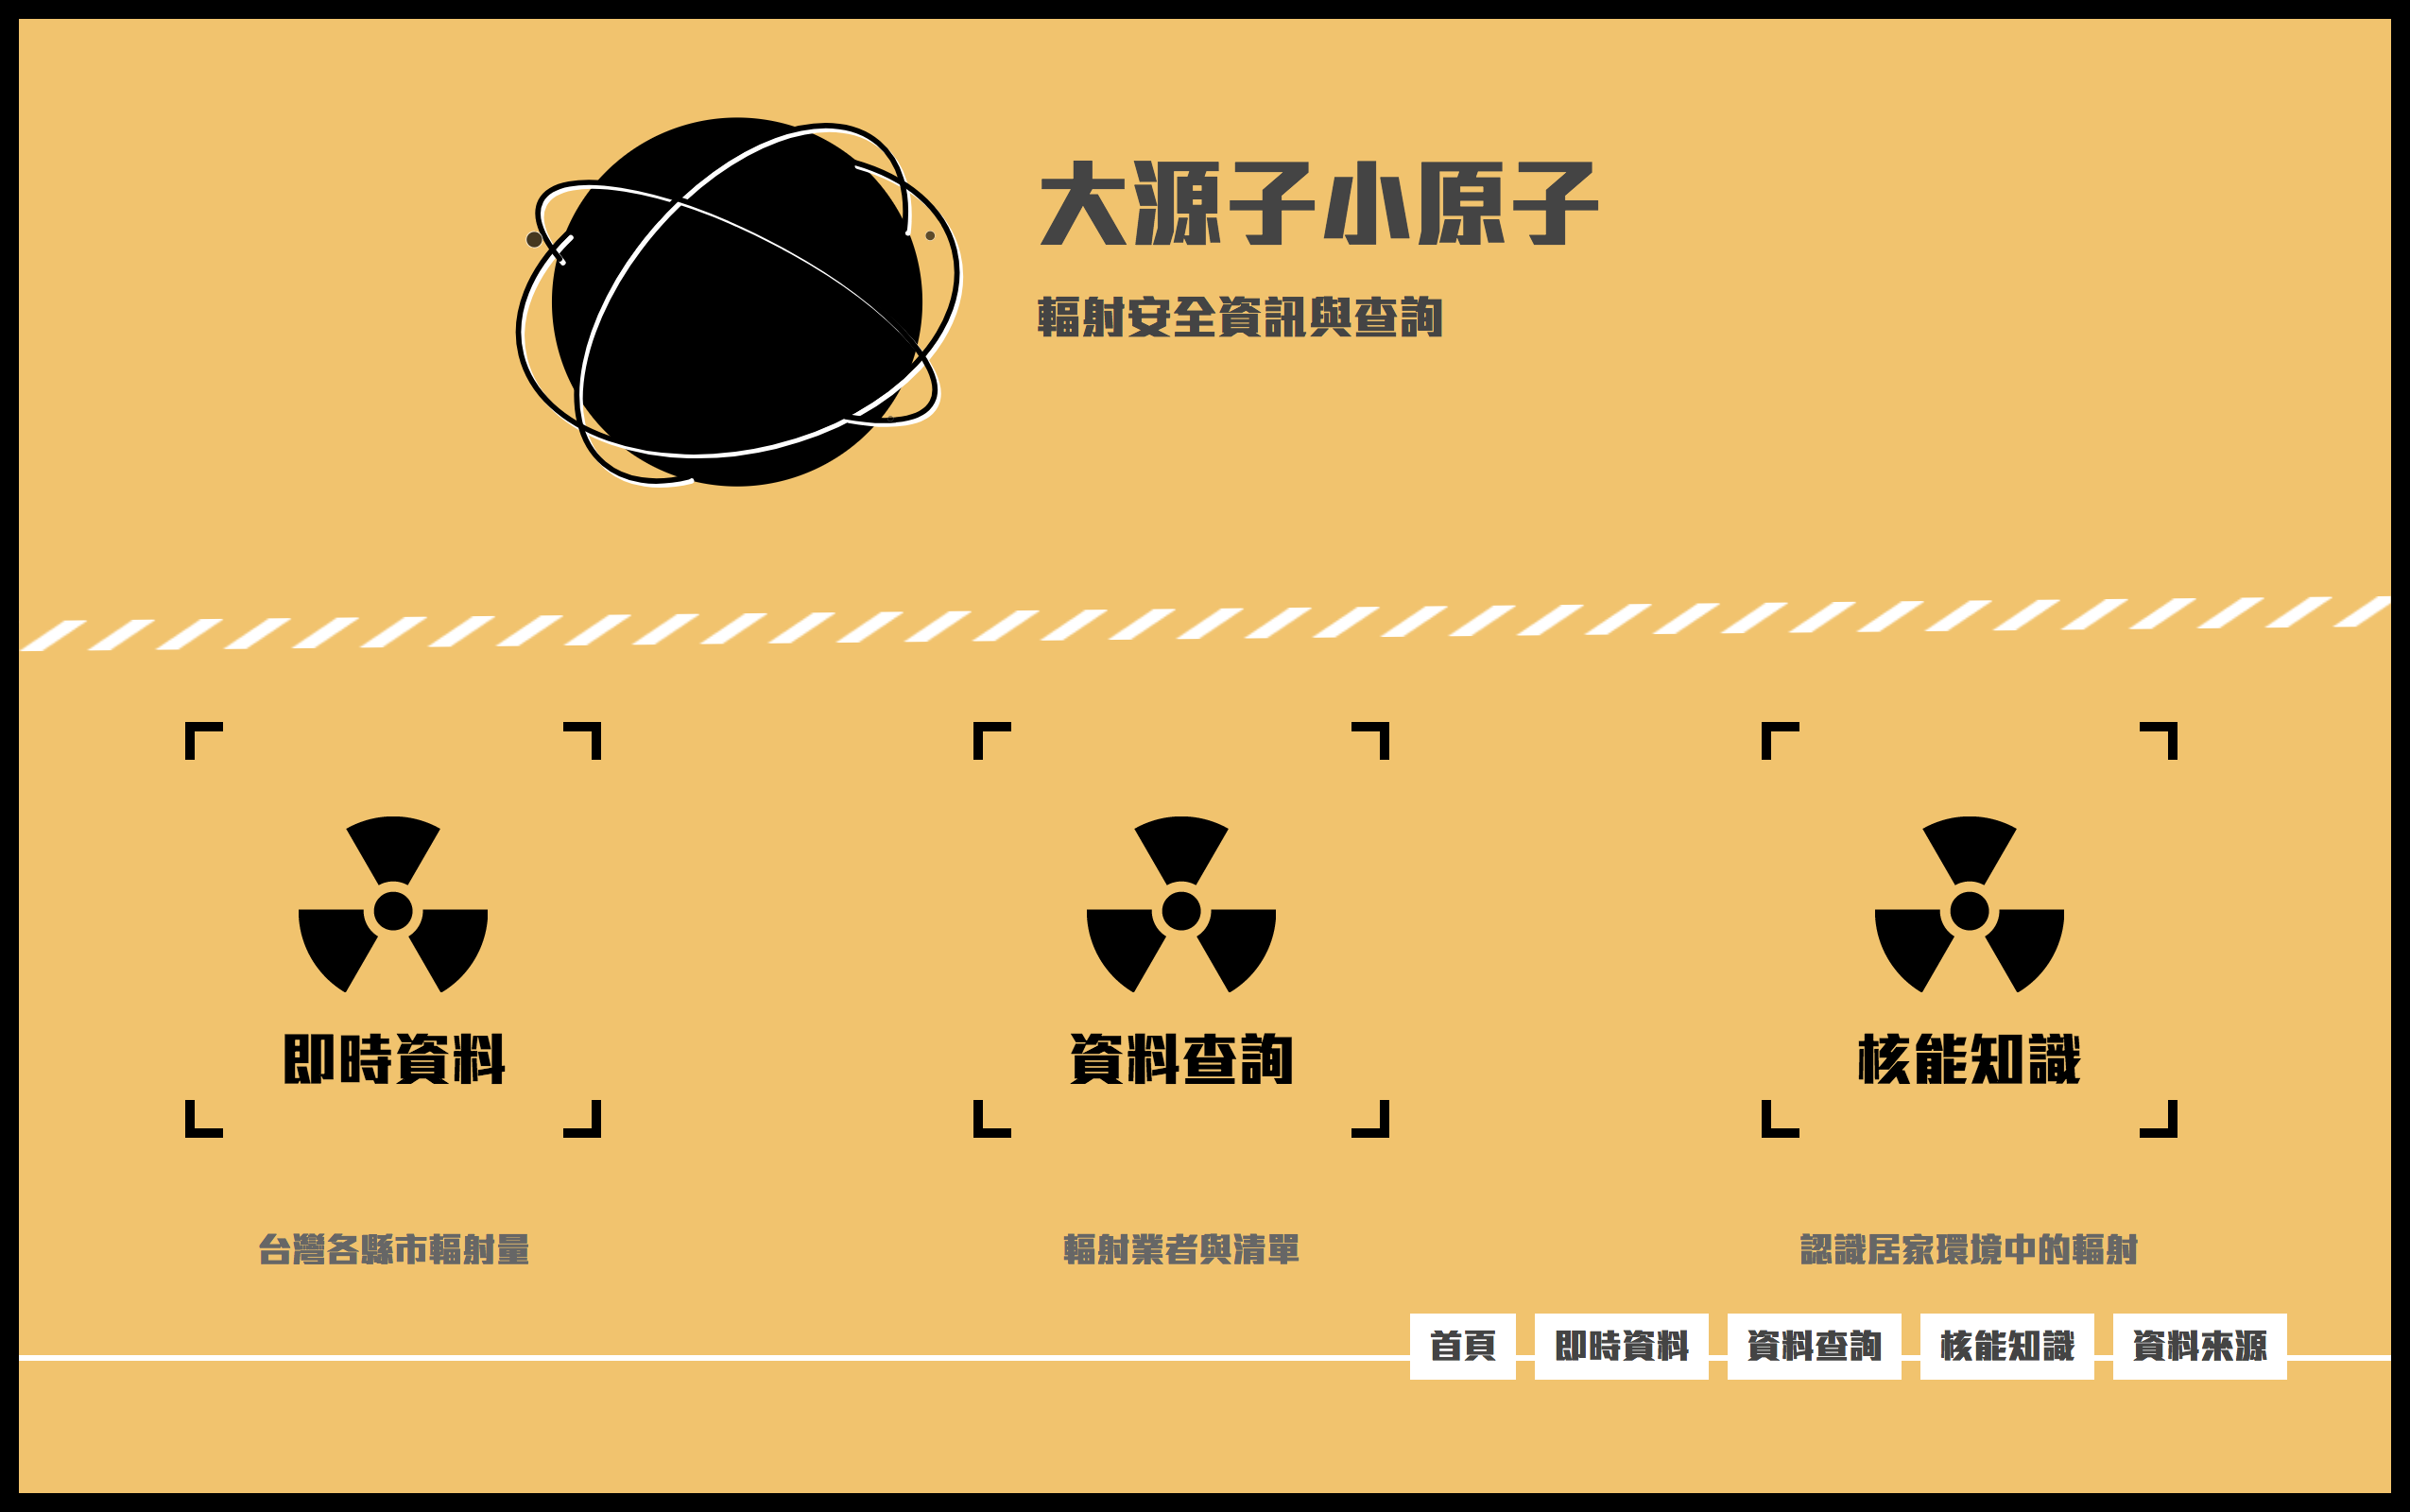 大源子小原子
輻射安全資訊與查詢
即時資料
資料查詢
核能知識
台灣各縣市輻射量
輻射業者與清單
認識居家環境中的輻射
首頁
即時資料
資料查詢
核能知識
資料來源